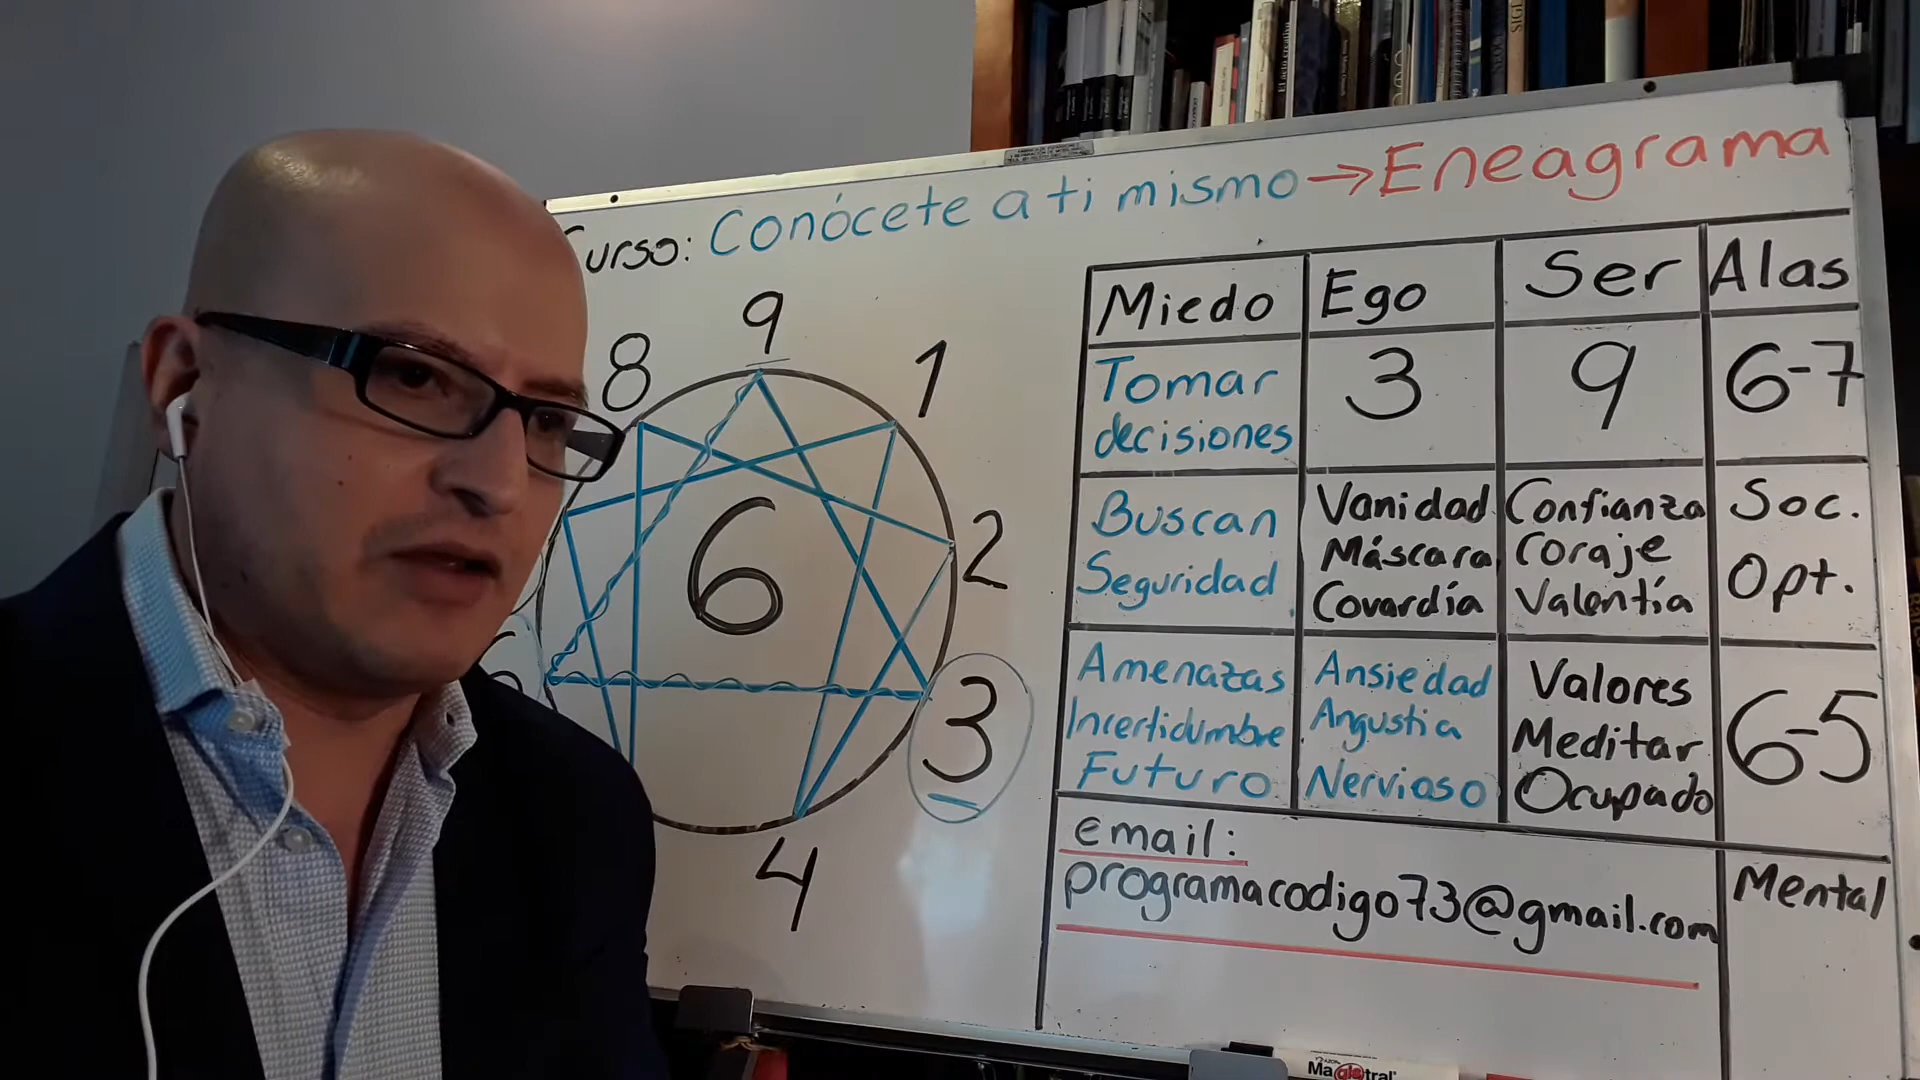 Curso: Conócete a ti mismo → Eneagrama
9
8
1
2
6
6
3
4
Miedo Ego Ser Alas
Tomar decisiones 3 9 6-7
Buscan Vanidad Confianza Soc.
Seguridad Máscara Coraje Opt.
Covardía Valentía
Amenazas Ansiedad Valores 6-5
Incertidumbre Angustia Meditar
Futuro Nervioso Ocupado
email:
programacodigo73@gmail.com
Mental
Magistral